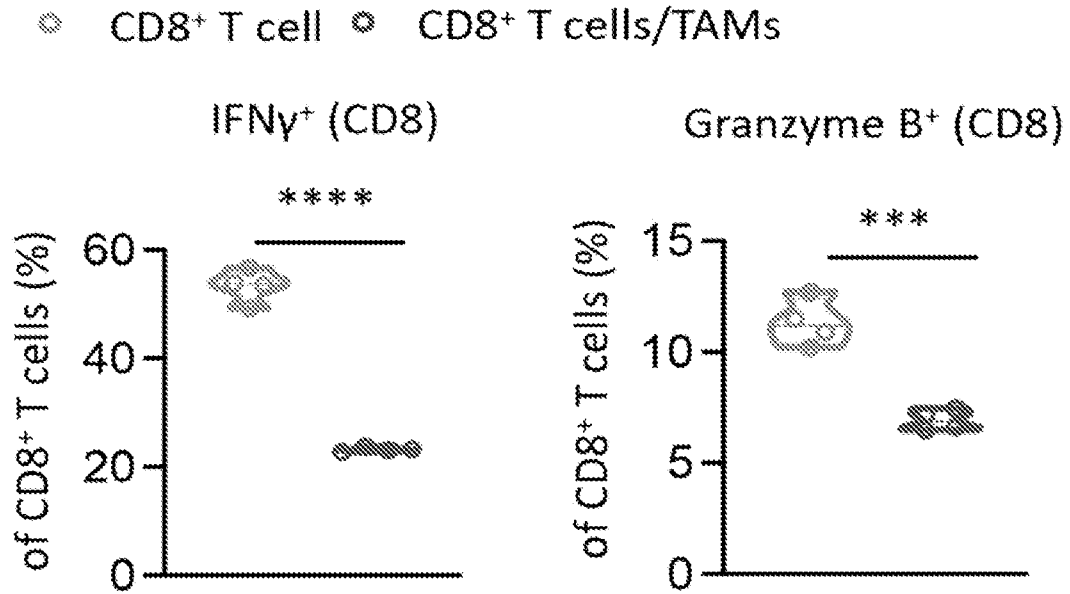 CD8⁺ T cell CD8⁺ T cells/TAMs
IFNγ⁺ (CD8)
****
of CD8⁺ T cells (%)
60
40
20
0
Granzyme B⁺ (CD8)
***
of CD8⁺ T cells (%)
15
10
5
0